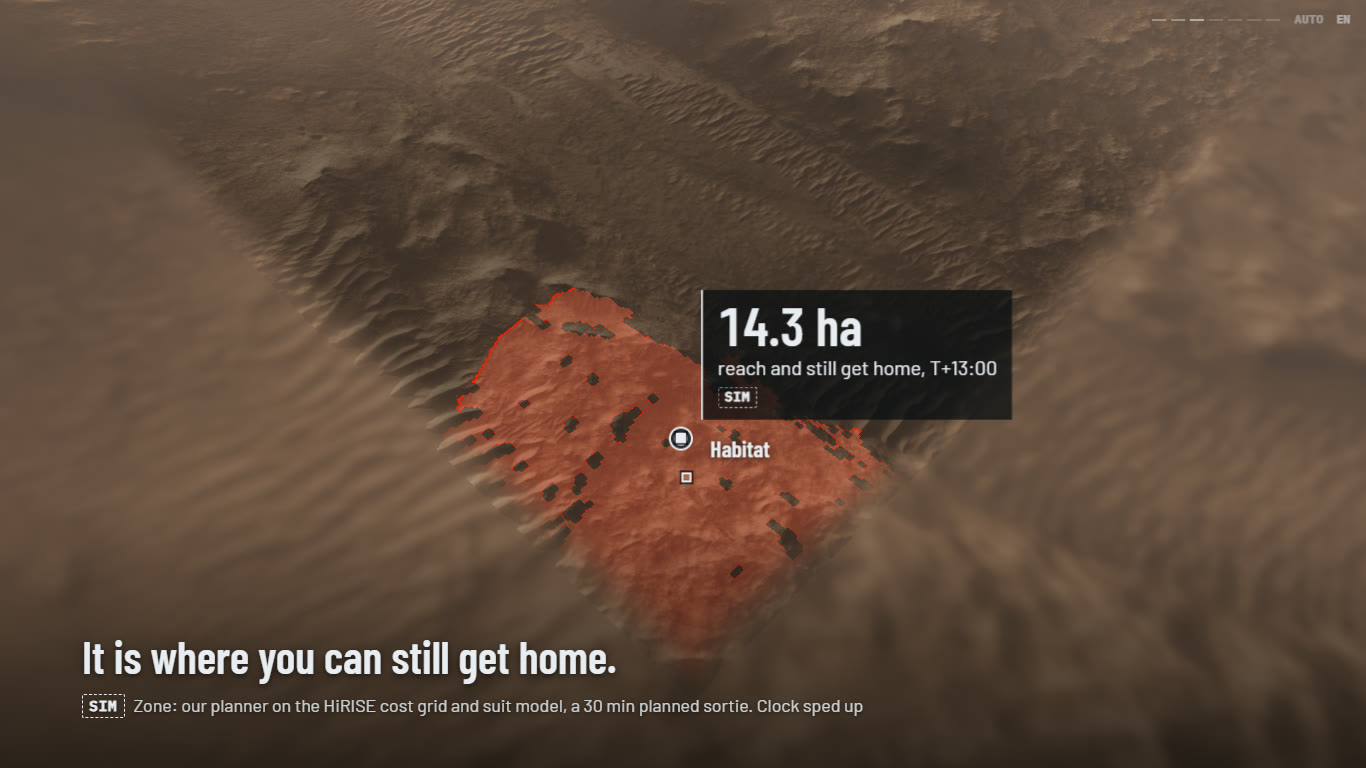 AUTO EN
14.3 ha
reach and still get home, T+13:00
SIM
Habitat
It is where you can still get home.
SIM Zone: our planner on the HiRISE cost grid and suit model, a 30 min planned sortie. Clock sped up